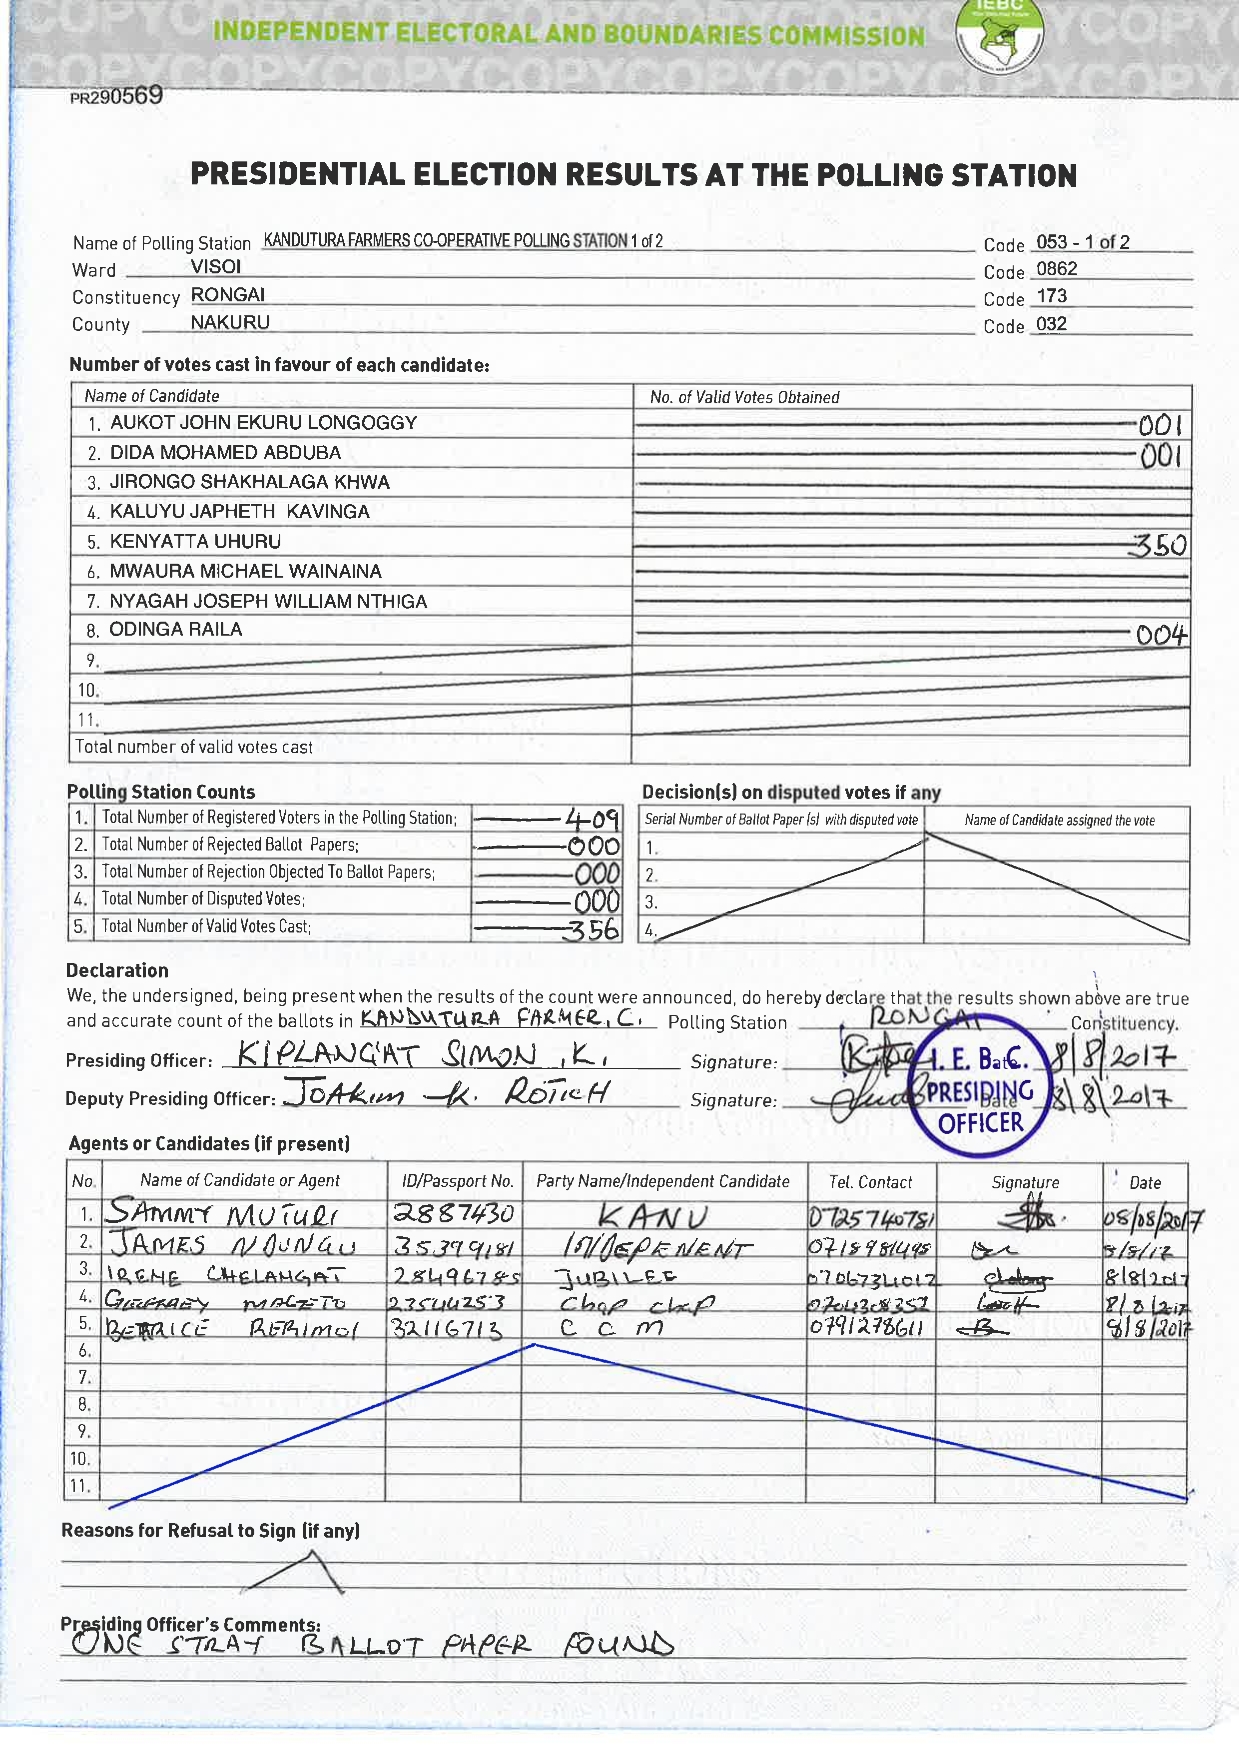 COPYCOPYCOPYCOPYCOPYCOPYCOPY
IEBC
INDEPENDENT ELECTORAL AND BOUNDARIES COMMISSION
PR290569
PRESIDENTIAL ELECTION RESULTS AT THE POLLING STATION
Name of Polling Station KANDUTURA FARMERS CO-OPERATIVE POLLING STATION 1 of 2 Code 053 - 1 of 2
Ward VISOI Code 0862
Constituency RONGAI Code 173
County NAKURU Code 032
Number of votes cast in favour of each candidate:
Name of Candidate No. of Valid Votes Obtained
1. AUKOT JOHN EKURU LONGOGGY 001
2. DIDA MOHAMED ABDUBA 001
3. JIRONGO SHAKHALAGA KHWA
4. KALUYU JAPHETH KAVINGA
5. KENYATTA UHURU 350
6. MWAURA MICHAEL WAINAINA
7. NYAGAH JOSEPH WILLIAM NTHIGA
8. ODINGA RAILA 004
9.
10.
11.
Total number of valid votes cast
Polling Station Counts
1. Total Number of Registered Voters in the Polling Station; 409
2. Total Number of Rejected Ballot Papers; 000
3. Total Number of Rejection Objected To Ballot Papers; 000
4. Total Number of Disputed Votes; 000
5. Total Number of Valid Votes Cast; 356
Decision(s) on disputed votes if any
Serial Number of Ballot Paper (s) with disputed vote Name of Candidate assigned the vote
1.
2.
3.
4.
Declaration
We, the undersigned, being present when the results of the count were announced, do hereby declare that the results shown above are true
and accurate count of the ballots in KANDUTURA FARMER, C. Polling Station RONGAI Constituency.
Presiding Officer: KIPLANGAT SIMON .K. Signature: Date 8/8/2017
Deputy Presiding Officer: JOAKIM K. ROTICH Signature: Date 8/8/2017
I. E. B. C.
PRESIDING
OFFICER
Agents or Candidates (if present)
No. Name of Candidate or Agent ID/Passport No. Party Name/Independent Candidate Tel. Contact Signature Date
1. SAMMY MUTURI 2887430 KANU 0725740781 08/08/2017
2. JAMES NDUNGU 35399181 INDEPENENT 0715981495 8/8/17
3. IRENE CHELANGAT 28496785 JUBILEE 0706734012 8/8/2017
4. 23544253 Chap chap 0704308352 8/8/2017
5. BETRICE RERIMOI 32116713 C C M 0791278611 8/8/2017
6.
7.
8.
9.
10.
11.
Reasons for Refusal to Sign (if any)
Presiding Officer's Comments:
ONE STRAY BALLOT PAPER FOUND